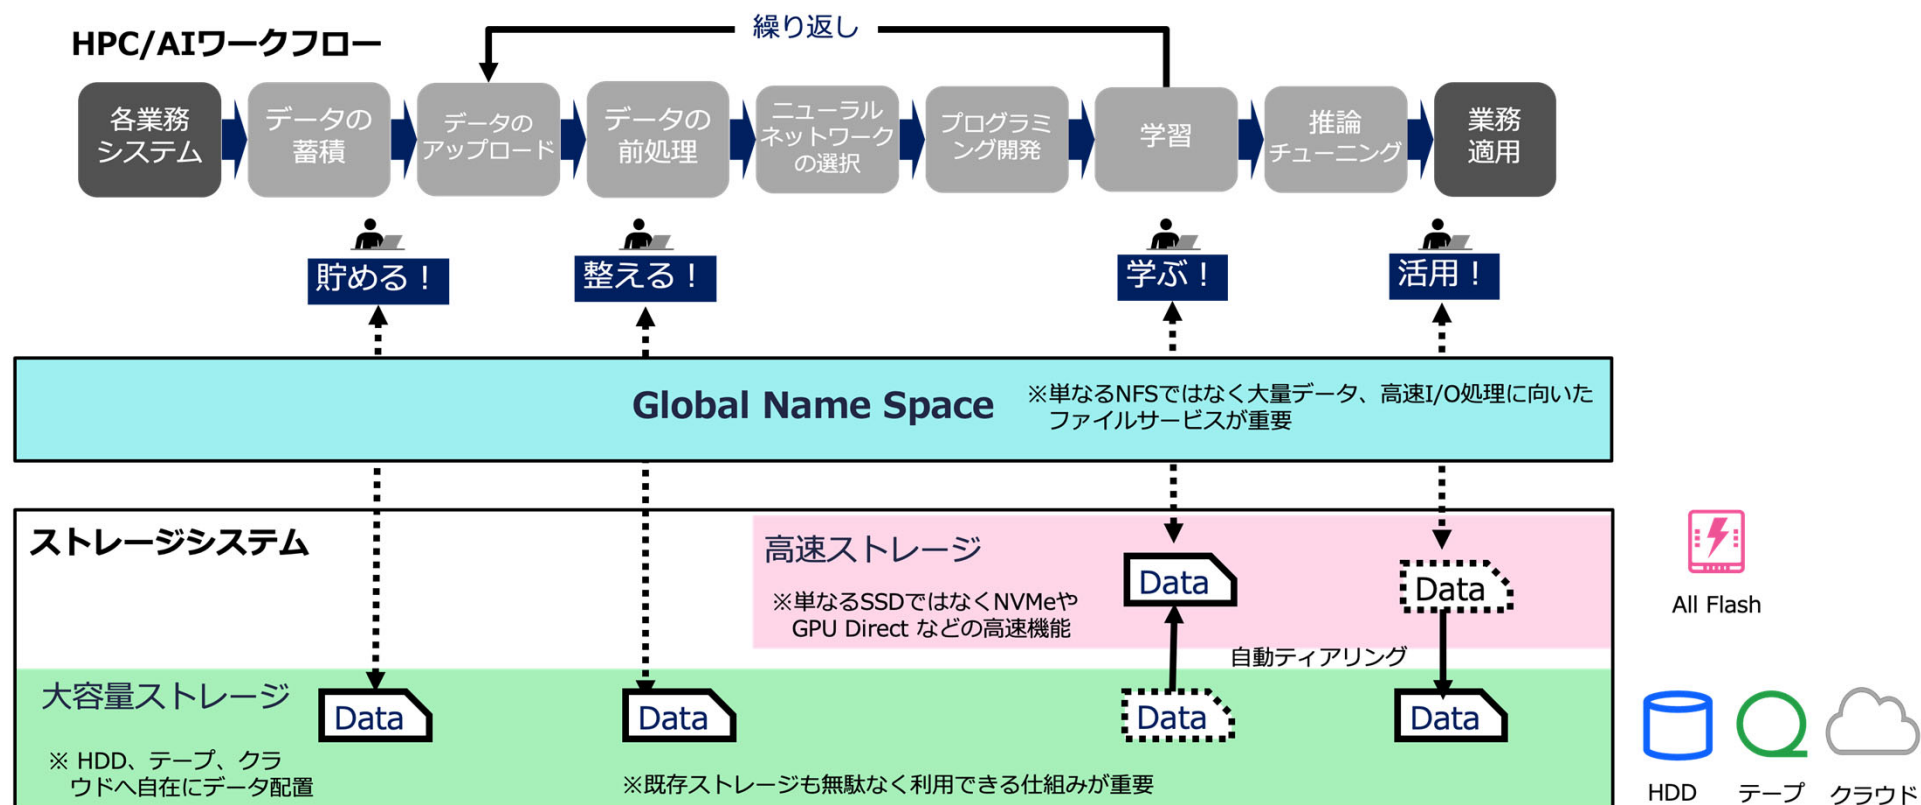 繰り返し
HPC/AIワークフロー
各業務
システム
データの
蓄積
データの
アップロード
データの
前処理
ニューラル
ネットワーク
の選択
プログラミ
ング開発
学習
推論
チューニング
業務
適用
貯める！
整える！
学ぶ！
活用！
Global Name Space
※単なるNFSではなく大量データ、高速I/O処理に向いた
ファイルサービスが重要
ストレージシステム
高速ストレージ
※単なるSSDではなくNVMeや
GPU Direct などの高速機能
Data
Data
All Flash
自動ティアリング
大容量ストレージ
Data
Data
Data
Data
※ HDD、テープ、クラ
ウドへ自在にデータ配置
※既存ストレージも無駄なく利用できる仕組みが重要
HDD
テープ
クラウド